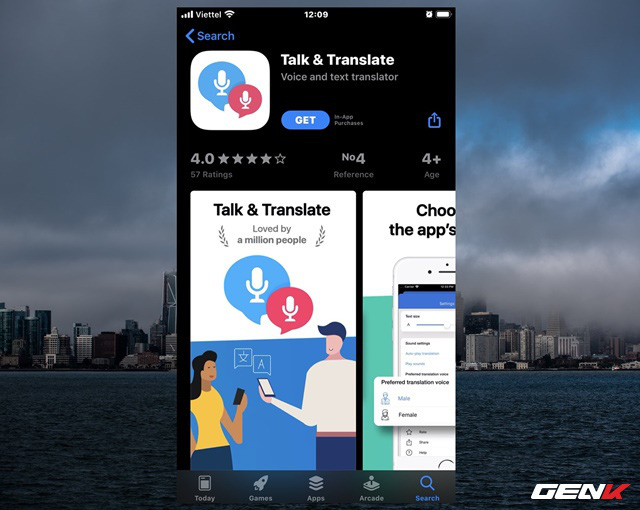 Viettel
12:09
Search
Talk & Translate
Voice and text translator
GET
In-App
Purchases
4.0
57 Ratings
No4
Reference
4+
Age
Talk & Translate
Loved by
a million people
A
Choo
the app's
Settings
Text size
A
Sound settings
Auto play translation
Play sounds
Preferred translation voice
Preferred translation voice
Male
Female
Share
Help
Today
Games
Apps
Arcade
Search
GENK